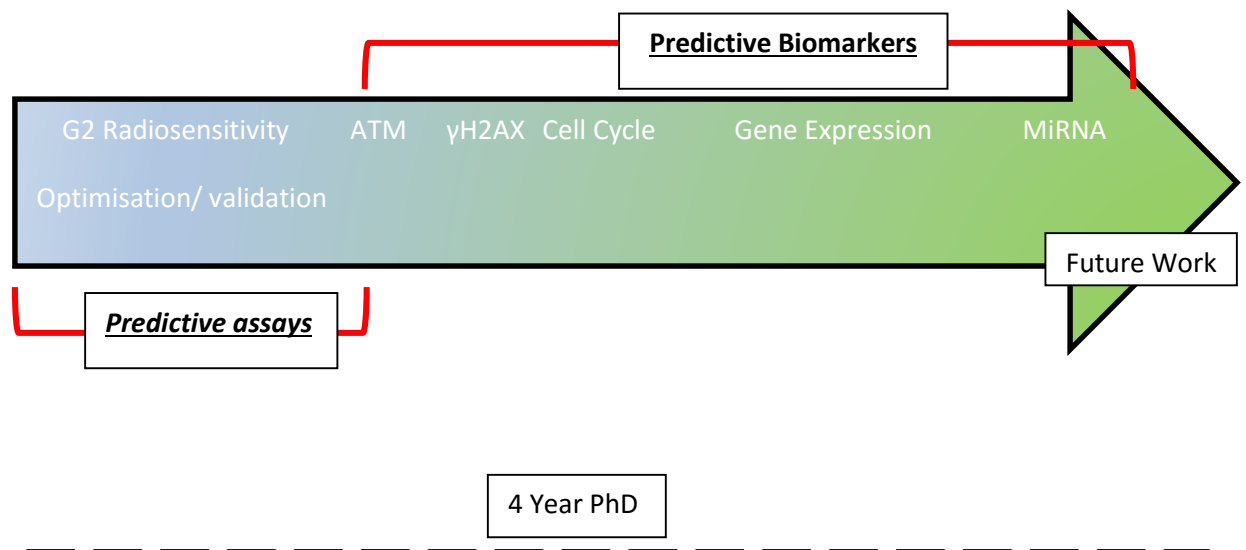 Predictive Biomarkers
G2 Radiosensitivity ATM γH2AX Cell Cycle Gene Expression MiRNA
Optimisation/ validation
Future Work
Predictive assays
4 Year PhD